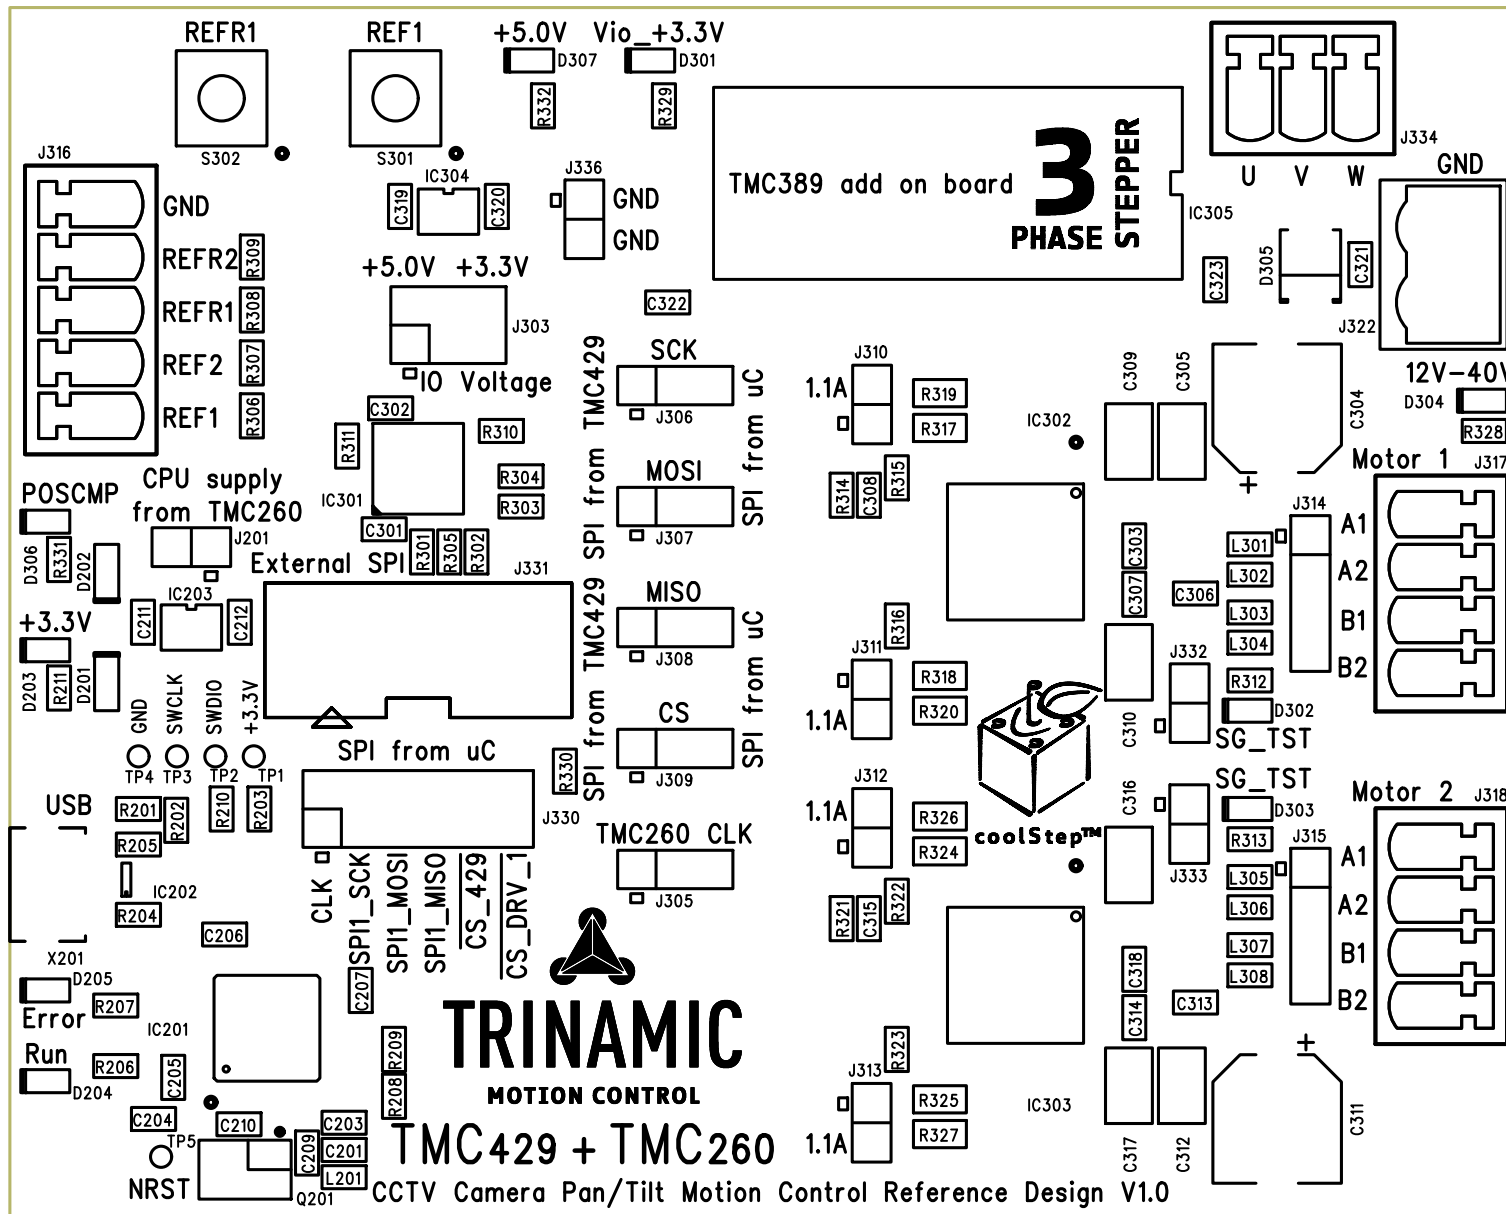 REFR1
REF1
+5.0V
Vio_+3.3V
D307
D301
R332
R329
S302
S301
J316
GND
REFR2
REFR1
REF2
REF1
R309
R308
R307
R306
IC304
C319
C320
J336
GND
GND
TMC389 add on board
3
PHASE
STEPPER
IC305
J334
U
V
W
GND
D305
C321
C323
J322
12V-40V
D304
R328
+5.0V
+3.3V
J303
IO Voltage
C322
SPI from TMC429
SCK
J306
MOSI
J307
SPI from uC
J310
1.1A
R319
R317
IC302
C309
C305
C304
+
Motor 1
J317
C302
R311
R310
IC301
R304
R303
C301
R301
R305
R302
R314
C308
R315
POSCMP
CPU supply
from TMC260
J201
D306
R331
D202
IC203
C211
C212
+3.3V
D203
R211
D201
External SPI
J331
SPI from TMC429
MISO
J308
CS
J309
SPI from uC
R316
J311
R318
R320
1.1A
C303
C307
C306
C310
J332
J314
L301
L302
L303
L304
R312
D302
SG_TST
A1
A2
B1
B2
GND
SWCLK
SWDIO
+3.3V
TP4
TP3
TP2
TP1
SPI from uC
R330
J330
USB
R201
R202
R210
R203
R205
IC202
R204
X201
C206
CLK
SPI1_SCK
SPI1_MOSI
SPI1_MISO
CS_429
CS_DRV_1
C207
TMC260 CLK
J305
J312
1.1A
R326
R324
R321
C315
R322
coolStep™
C316
SG_TST
D303
R313
J333
J315
L305
L306
L307
L308
Motor 2
J318
A1
A2
B1
B2
C318
C314
C313
D205
Error
R207
IC201
Run
D204
R206
C205
C204
C210
R209
R208
TRINAMIC
MOTION CONTROL
R323
J313
R325
R327
1.1A
IC303
C317
C312
+
C311
TP5
NRST
C209
C203
C201
L201
Q201
TMC429 + TMC260
CCTV Camera Pan/Tilt Motion Control Reference Design V1.0